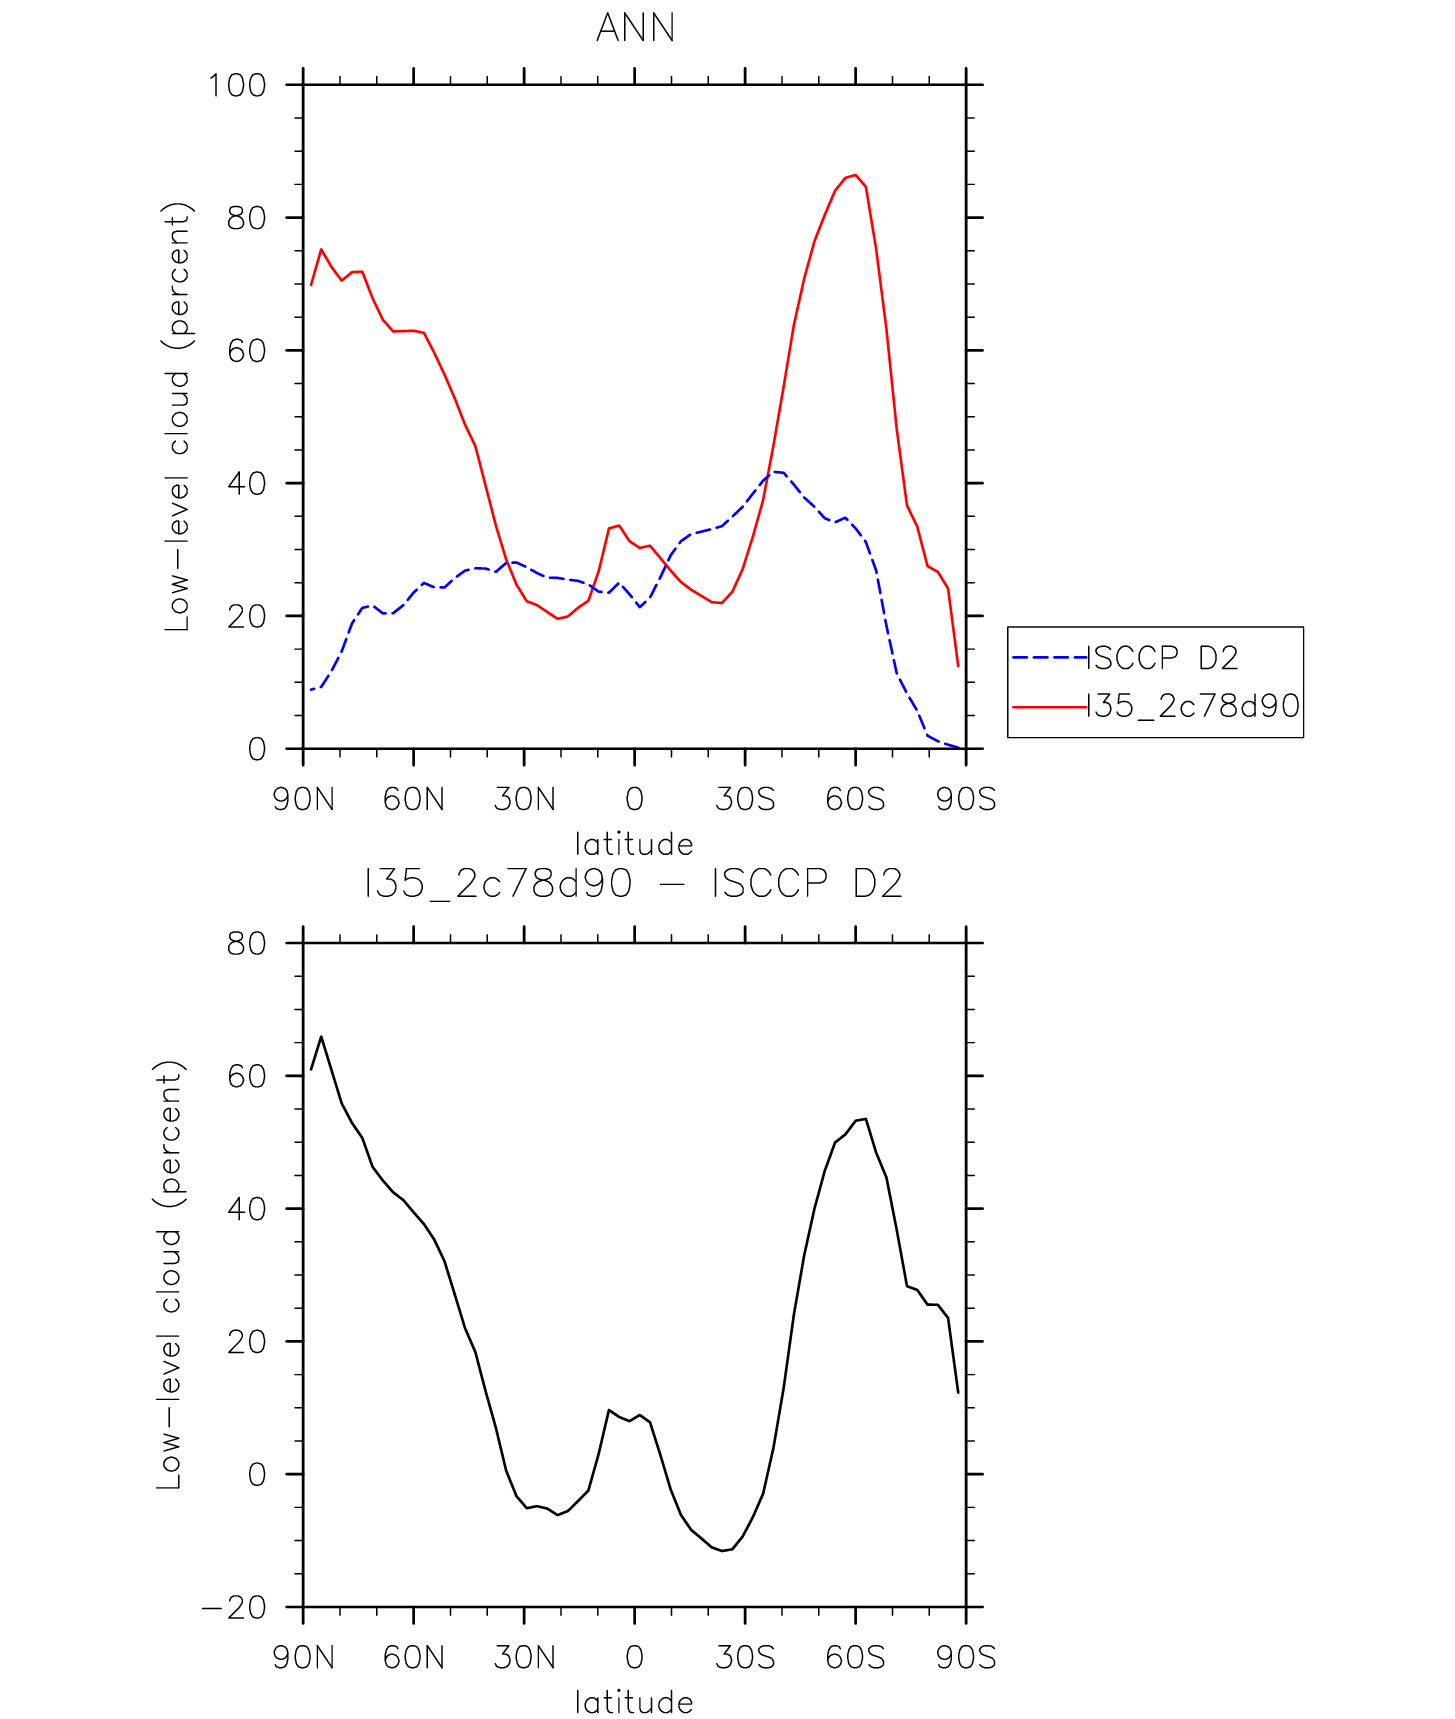 ANN
100
80
60
40
20
0
Low-level cloud (percent)
90N 60N 30N 0 30S 60S 90S
latitude
ISCCP D2
I35_2c78d90
I35_2c78d90 - ISCCP D2
80
60
40
20
0
-20
Low-level cloud (percent)
90N 60N 30N 0 30S 60S 90S
latitude